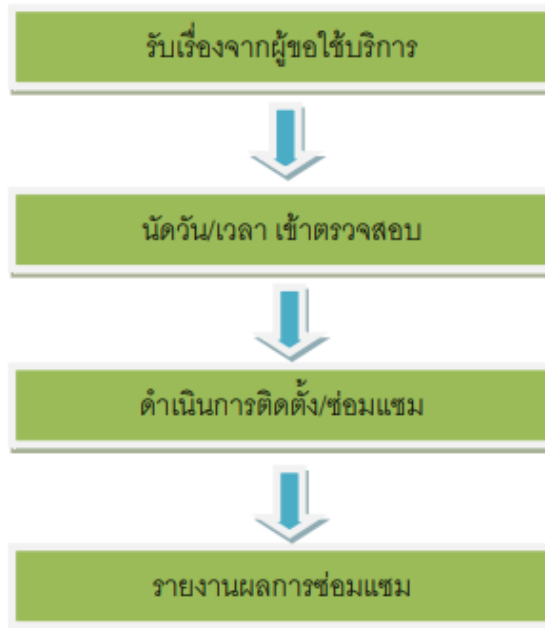 รับเรื่องจากผู้ขอใช้บริการ
นัดวัน/เวลา เข้าตรวจสอบ
ดำเนินการติดตั้ง/ซ่อมแซม
รายงานผลการซ่อมแซม